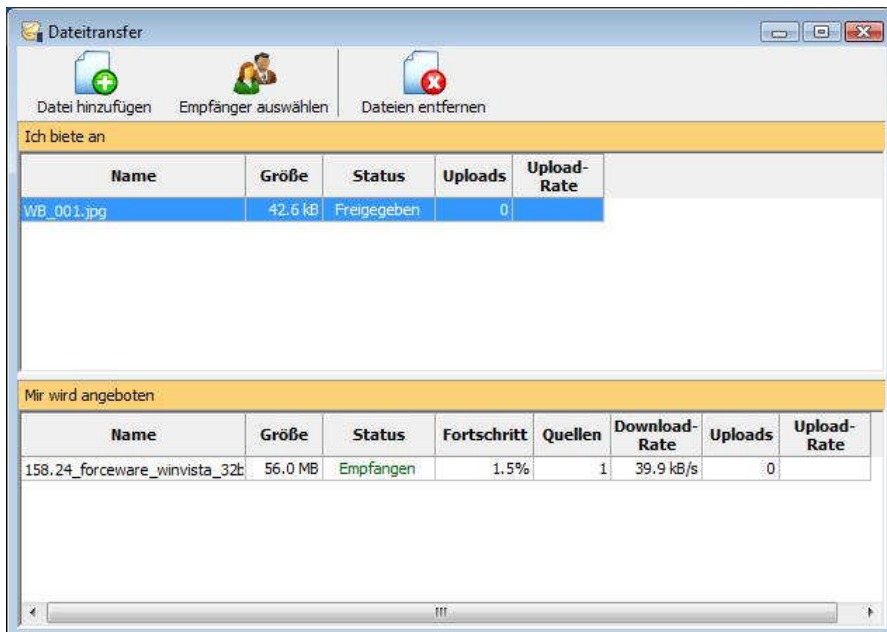 Dateitransfer
Datei hinzufügen Empfänger auswählen Dateien entfernen
Ich biete an
Name Größe Status Uploads Upload-Rate
WB_001.jpg 42.6 kB Freigegeben 0
Mir wird angeboten
Name Größe Status Fortschritt Quellen Download-Rate Uploads Upload-Rate
158.24_forceware_winvista_32b 56.0 MB Empfangen 1.5% 1 39.9 kB/s 0